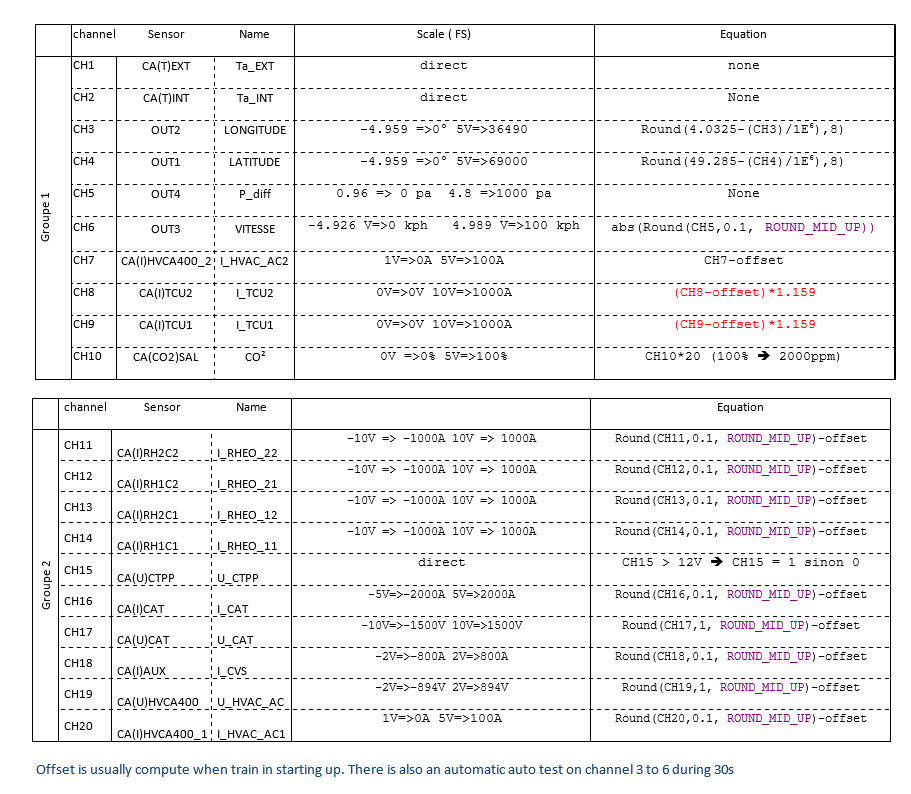 channel Sensor Name Scale ( FS) Equation
Groupe 1
CH1 CA(T)EXT Ta_EXT direct none
CH2 CA(T)INT Ta_INT direct None
CH3 OUT2 LONGITUDE -4.959 =>0° 5V=>36490 Round(4.0325-(CH3)/1E⁶),8)
CH4 OUT1 LATITUDE -4.959 =>0° 5V=>69000 Round(49.285-(CH4)/1E⁶),8)
CH5 OUT4 P_diff 0.96 => 0 pa 4.8 =>1000 pa None
CH6 OUT3 VITESSE -4.926 V=>0 kph 4.989 V=>100 kph abs(Round(CH5,0.1, ROUND_MID_UP))
CH7 CA(I)HVCA400_2 I_HVAC_AC2 1V=>0A 5V=>100A CH7-offset
CH8 CA(I)TCU2 I_TCU2 0V=>0V 10V=>1000A (CH8-offset)*1.159
CH9 CA(I)TCU1 I_TCU1 0V=>0V 10V=>1000A (CH9-offset)*1.159
CH10 CA(CO2)SAL CO² 0V =>0% 5V=>100% CH10*20 (100% ➔ 2000ppm)
channel Sensor Name Equation
Groupe 2
CH11 CA(I)RH2C2 I_RHEO_22 -10V => -1000A 10V => 1000A Round(CH11,0.1, ROUND_MID_UP)-offset
CH12 CA(I)RH1C2 I_RHEO_21 -10V => -1000A 10V => 1000A Round(CH12,0.1, ROUND_MID_UP)-offset
CH13 CA(I)RH2C1 I_RHEO_12 -10V => -1000A 10V => 1000A Round(CH13,0.1, ROUND_MID_UP)-offset
CH14 CA(I)RH1C1 I_RHEO_11 -10V => -1000A 10V => 1000A Round(CH14,0.1, ROUND_MID_UP)-offset
CH15 CA(U)CTPP U_CTPP direct CH15 > 12V ➔ CH15 = 1 sinon 0
CH16 CA(I)CAT I_CAT -5V=>-2000A 5V=>2000A Round(CH16,0.1, ROUND_MID_UP)-offset
CH17 CA(U)CAT U_CAT -10V=>-1500V 10V=>1500V Round(CH17,1, ROUND_MID_UP)-offset
CH18 CA(I)AUX I_CVS -2V=>-800A 2V=>800A Round(CH18,0.1, ROUND_MID_UP)-offset
CH19 CA(U)HVCA400 U_HVAC_AC -2V=>-894V 2V=>894V Round(CH19,1, ROUND_MID_UP)-offset
CH20 CA(I)HVCA400_1 I_HVAC_AC1 1V=>0A 5V=>100A Round(CH20,0.1, ROUND_MID_UP)-offset
Offset is usually compute when train in starting up. There is also an automatic auto test on channel 3 to 6 during 30s